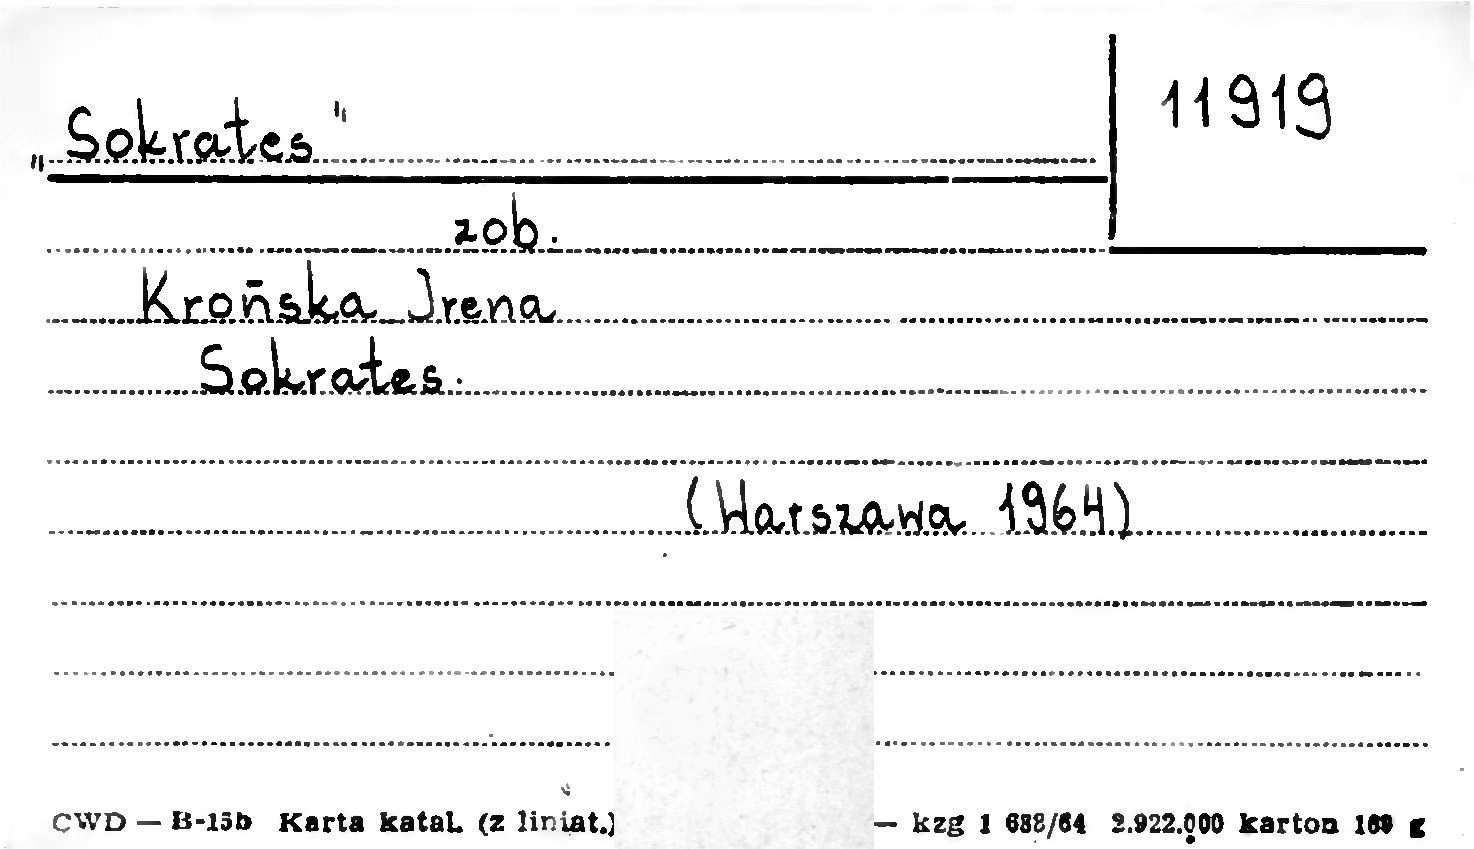 „Sokrates"
11919
zob.
Krońska Irena
Sokrates.
(Warszawa 1964)
CWD — B-15b Karta katal. (z liniat.) — kzg 1 688/64 2.922.000 karton 169 g